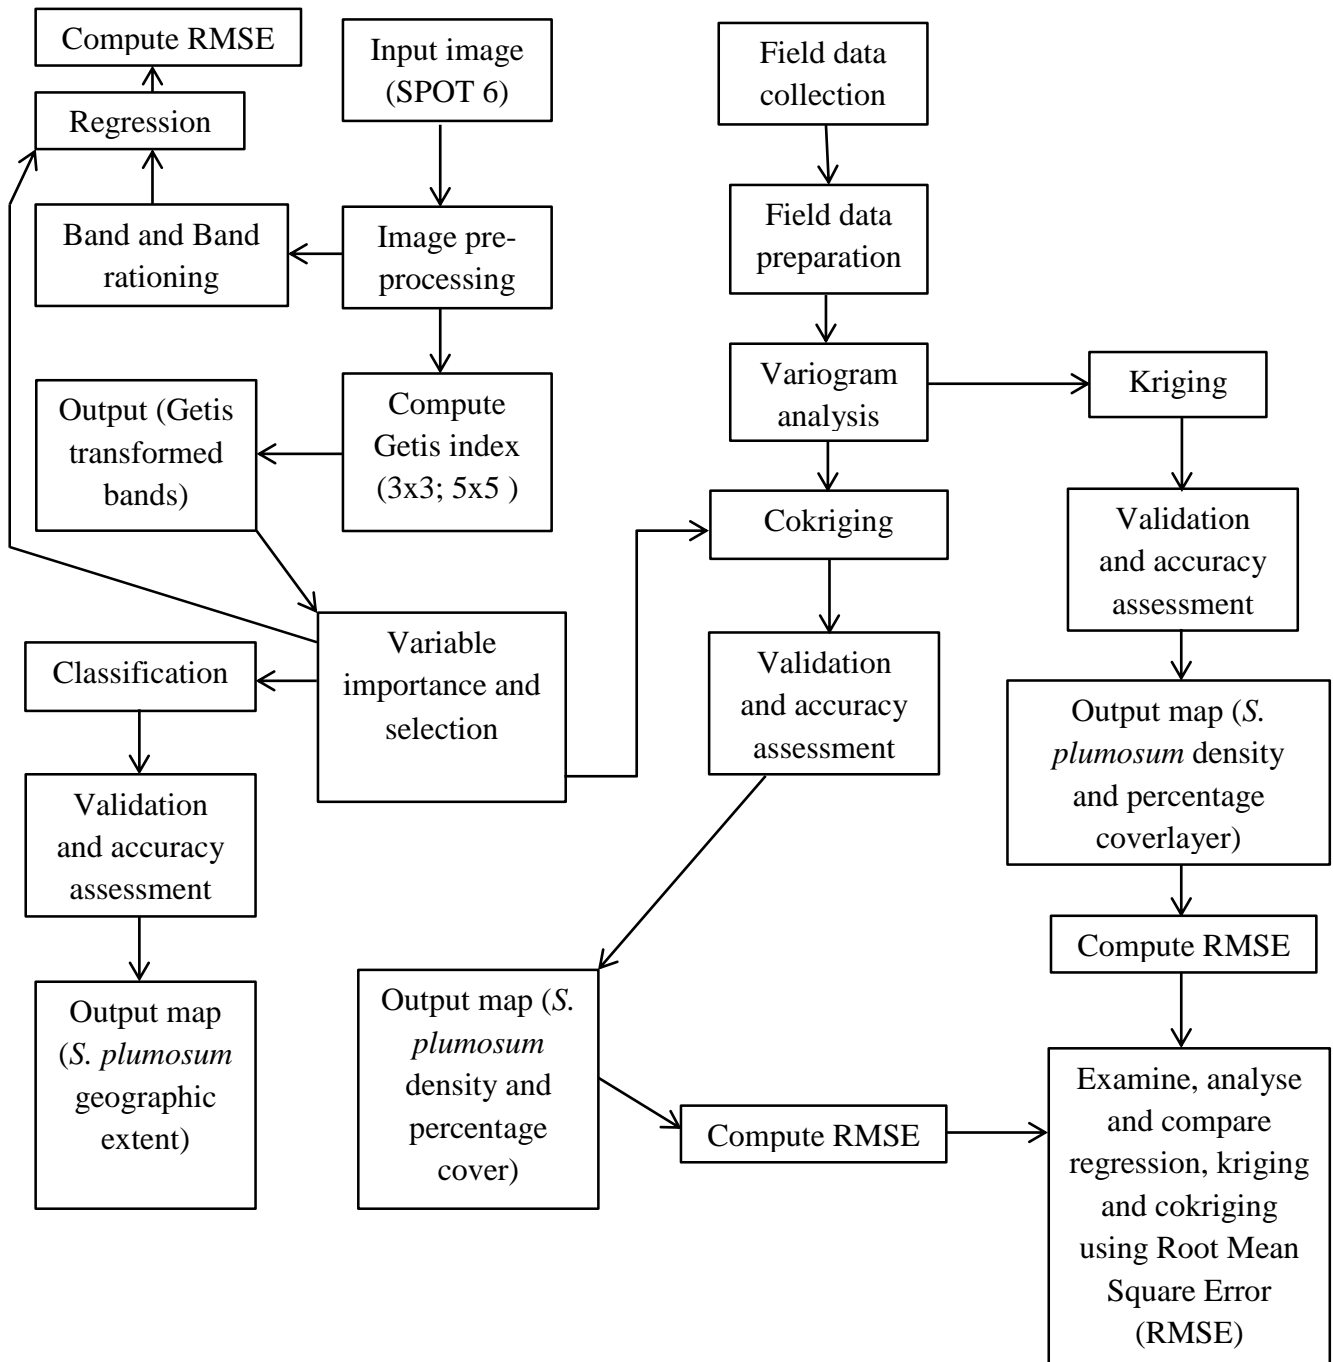 Compute RMSE
Regression
Band and Band
rationing
Input image
(SPOT 6)
Image pre-
processing
Compute
Getis index
(3x3; 5x5 )
Output (Getis
transformed
bands)
Variable
importance and
selection
Classification
Validation
and accuracy
assessment
Output map
(S. plumosum
geographic
extent)
Field data
collection
Field data
preparation
Variogram
analysis
Cokriging
Validation
and accuracy
assessment
Output map (S.
plumosum
density and
percentage
cover)
Compute RMSE
Kriging
Validation
and accuracy
assessment
Output map (S.
plumosum density
and percentage
coverlayer)
Compute RMSE
Examine, analyse
and compare
regression, kriging
and cokriging
using Root Mean
Square Error
(RMSE)